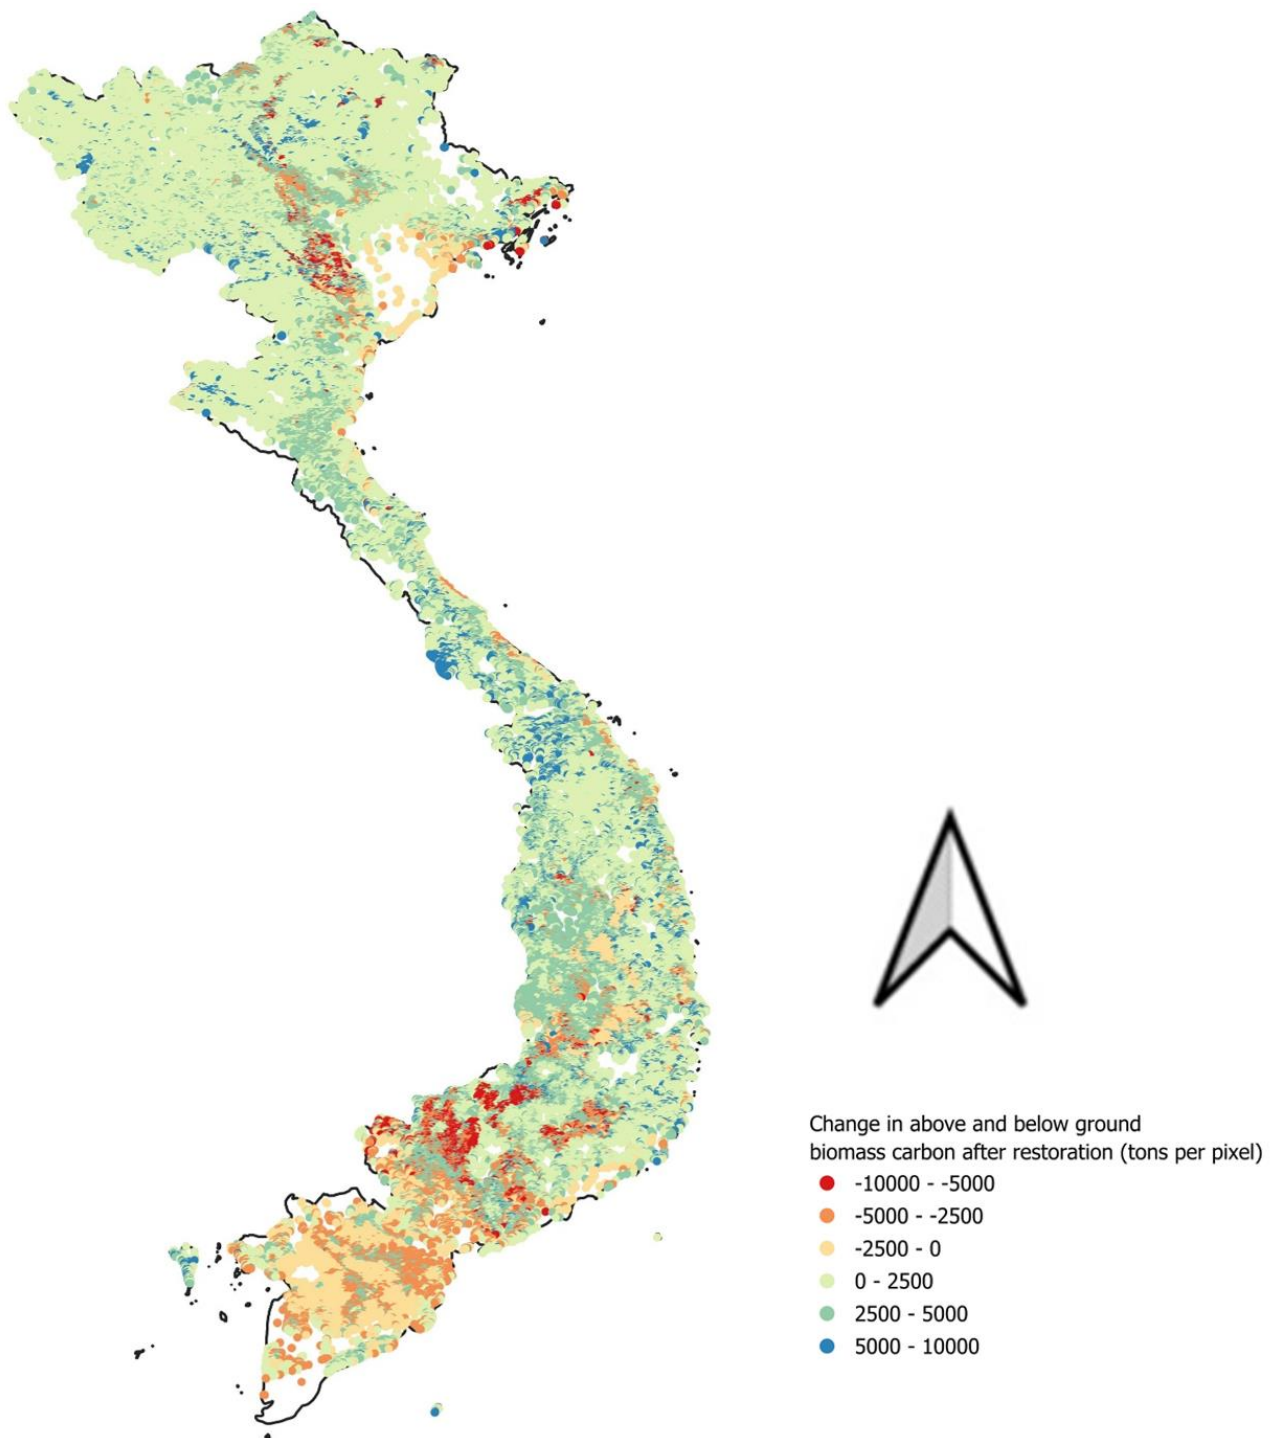 Change in above and below ground
biomass carbon after restoration (tons per pixel)
-10000 - -5000
-5000 - -2500
-2500 - 0
0 - 2500
2500 - 5000
5000 - 10000